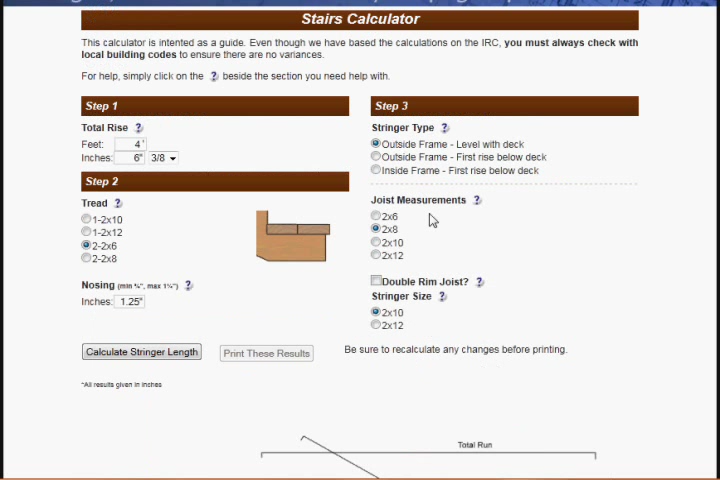 Stairs Calculator
This calculator is intented as a guide. Even though we have based the calculations on the IRC, you must always check with
local building codes to ensure there are no variances.
For help, simply click on the ? beside the section you need help with.
Step 1
Total Rise ?
Feet: 4 '
Inches: 6" 3/8
Step 2
Tread ?
1-2x10
1-2x12
2-2x6
2-2x8
Nosing (min ¾", max 1¼") ?
Inches: 1.25"
Step 3
Stringer Type ?
Outside Frame - Level with deck
Outside Frame - First rise below deck
Inside Frame - First rise below deck
Joist Measurements ?
2x6
2x8
2x10
2x12
Double Rim Joist? ?
Stringer Size ?
2x10
2x12
Calculate Stringer Length
Print These Results
Be sure to recalculate any changes before printing.
*All results given in inches
Total Run